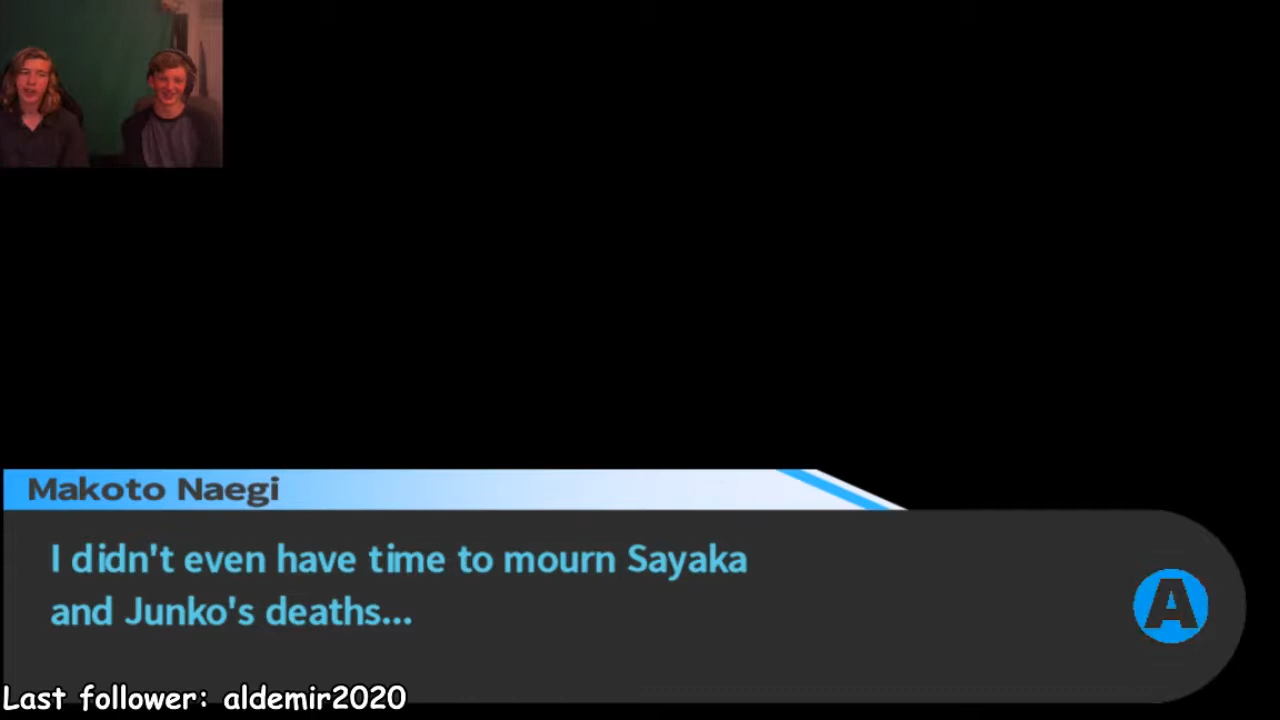 Makoto Naegi
I didn't even have time to mourn Sayaka
and Junko's deaths...
A
Last follower: aldemir2020